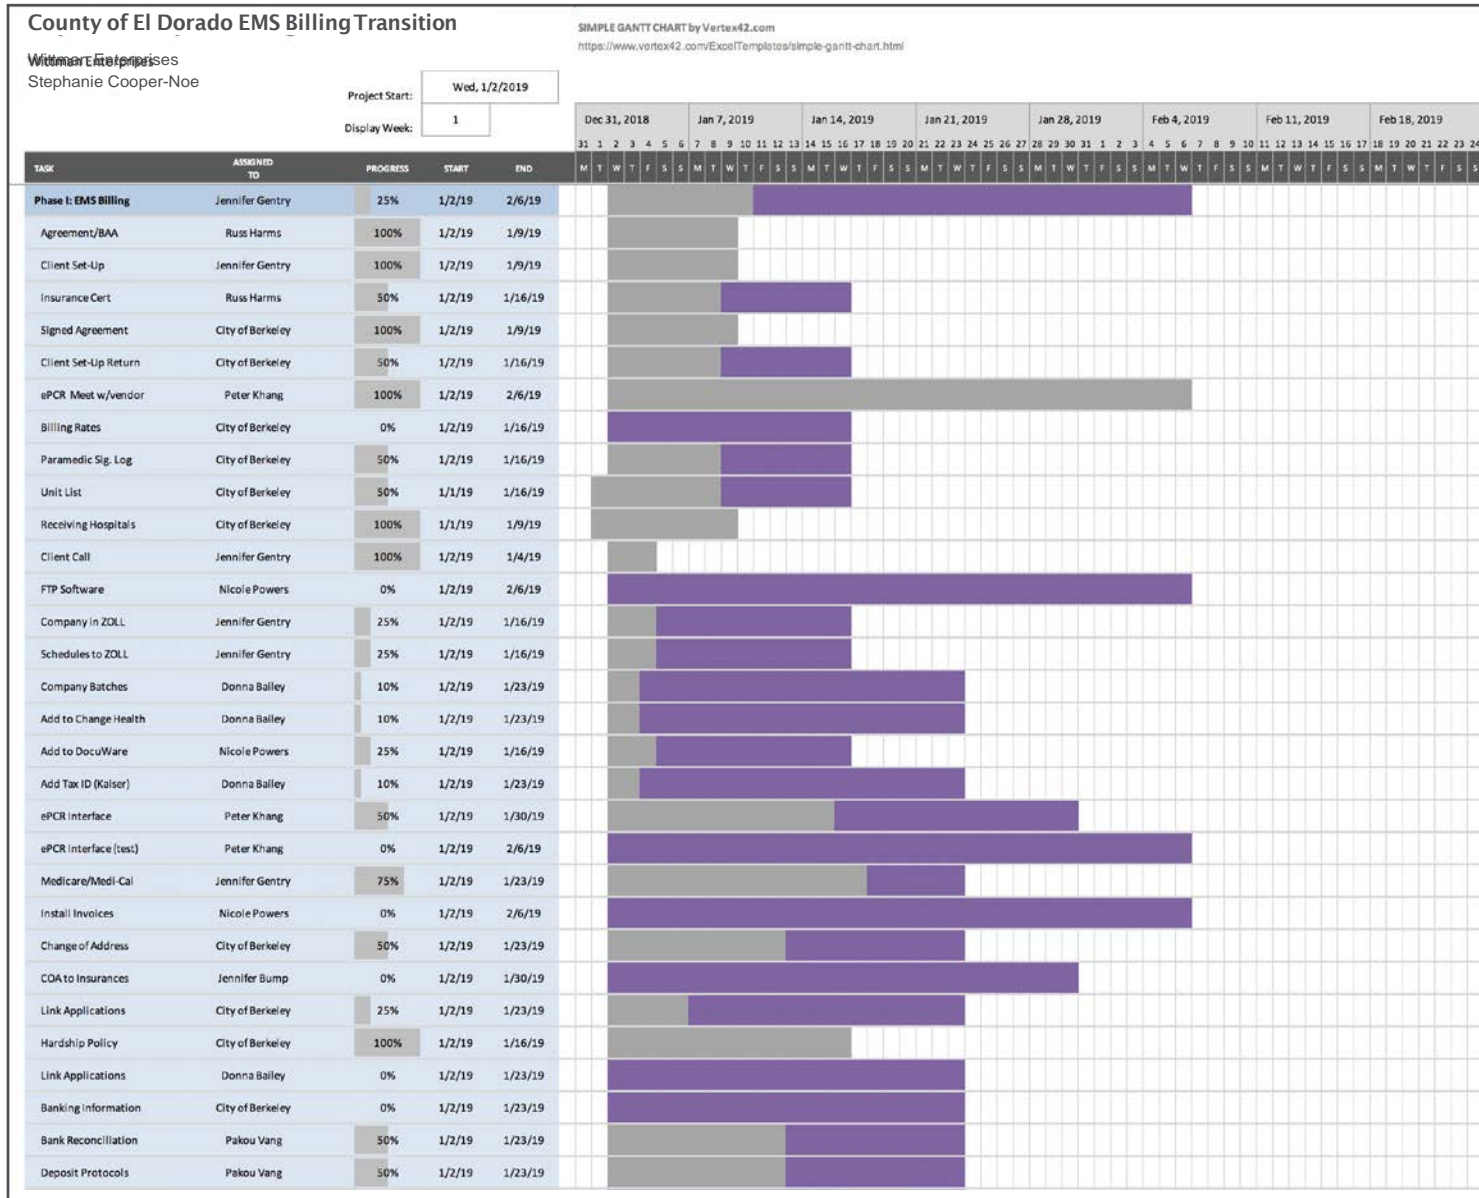 County of El Dorado EMS Billing Transition
SIMPLE GANTT CHART by Vertex42.com
https://www.vertex42.com/ExcelTemplates/simple-gantt-chart.html
Wittman Enterprises
Stephanie Cooper-Noe
Project Start: Wed, 1/2/2019
Display Week: 1
Dec 31, 2018 Jan 7, 2019 Jan 14, 2019 Jan 21, 2019 Jan 28, 2019 Feb 4, 2019 Feb 11, 2019 Feb 18, 2019
31 1 2 3 4 5 6 7 8 9 10 11 12 13 14 15 16 17 18 19 20 21 22 23 24 25 26 27 28 29 30 31 1 2 3 4 5 6 7 8 9 10 11 12 13 14 15 16 17 18 19 20 21 22 23 24
TASK ASSIGNED TO PROGRESS START END M T W T F S S M T W T F S S M T W T F S S M T W T F S S M T W T F S S M T W T F S S M T W T F S S M T W T F S S
Phase I: EMS Billing Jennifer Gentry 25% 1/2/19 2/6/19
Agreement/BAA Russ Harms 100% 1/2/19 1/9/19
Client Set-Up Jennifer Gentry 100% 1/2/19 1/9/19
Insurance Cert Russ Harms 50% 1/2/19 1/16/19
Signed Agreement City of Berkeley 100% 1/2/19 1/9/19
Client Set-Up Return City of Berkeley 50% 1/2/19 1/16/19
ePCR Meet w/vendor Peter Khang 100% 1/2/19 2/6/19
Billing Rates City of Berkeley 0% 1/2/19 1/16/19
Paramedic Sig. Log City of Berkeley 50% 1/2/19 1/16/19
Unit List City of Berkeley 50% 1/1/19 1/16/19
Receiving Hospitals City of Berkeley 100% 1/1/19 1/9/19
Client Call Jennifer Gentry 100% 1/2/19 1/4/19
FTP Software Nicole Powers 0% 1/2/19 2/6/19
Company in ZOLL Jennifer Gentry 25% 1/2/19 1/16/19
Schedules to ZOLL Jennifer Gentry 25% 1/2/19 1/16/19
Company Batches Donna Bailey 10% 1/2/19 1/23/19
Add to Change Health Donna Bailey 10% 1/2/19 1/23/19
Add to DocuWare Nicole Powers 25% 1/2/19 1/16/19
Add Tax ID (Kaiser) Donna Bailey 10% 1/2/19 1/23/19
ePCR Interface Peter Khang 50% 1/2/19 1/30/19
ePCR Interface (test) Peter Khang 0% 1/2/19 2/6/19
Medicare/Medi-Cal Jennifer Gentry 75% 1/2/19 1/23/19
Install Invoices Nicole Powers 0% 1/2/19 2/6/19
Change of Address City of Berkeley 50% 1/2/19 1/23/19
COA to Insurances Jennifer Bump 0% 1/2/19 1/30/19
Link Applications City of Berkeley 25% 1/2/19 1/23/19
Hardship Policy City of Berkeley 100% 1/2/19 1/16/19
Link Applications Donna Bailey 0% 1/2/19 1/23/19
Banking Information City of Berkeley 0% 1/2/19 1/23/19
Bank Reconciliation Pakou Vang 50% 1/2/19 1/23/19
Deposit Protocols Pakou Vang 50% 1/2/19 1/23/19